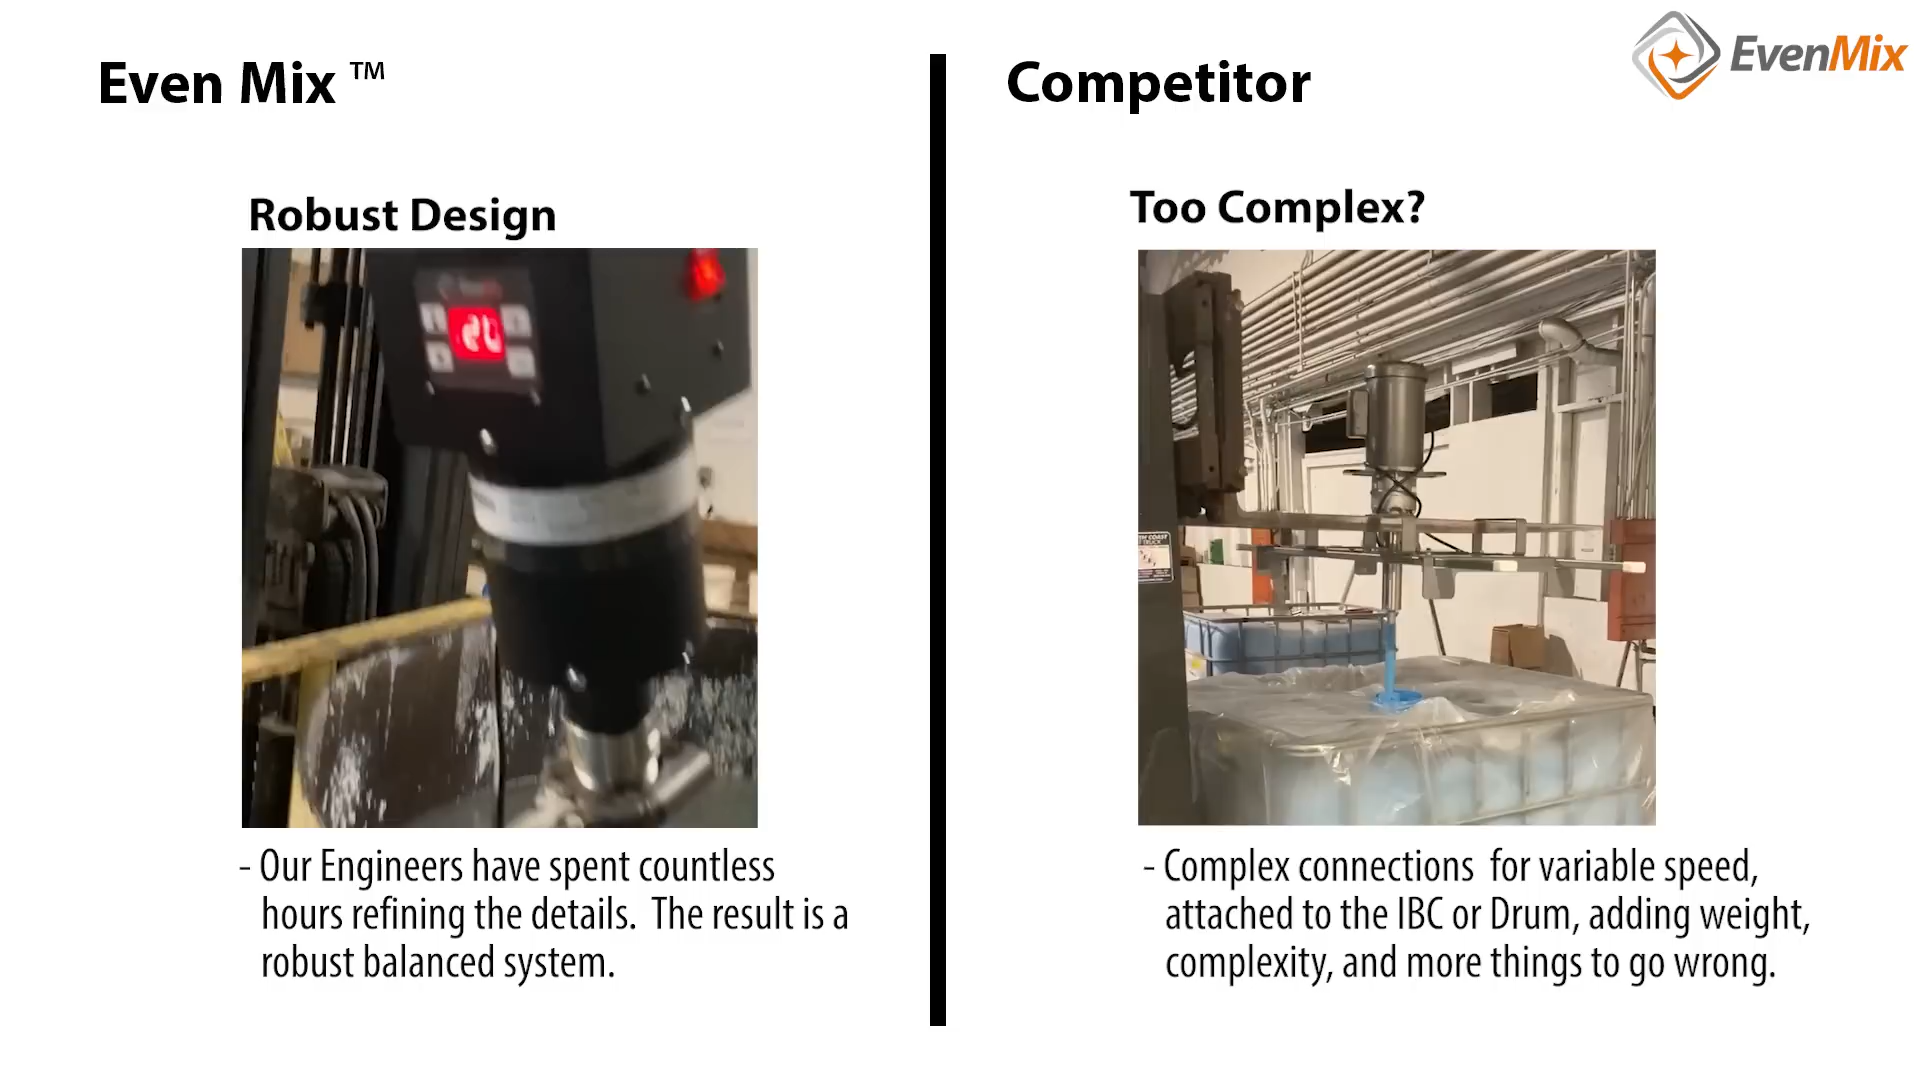 EvenMix
Even Mix ™
Robust Design
20
- Our Engineers have spent countless
hours refining the details.  The result is a
robust balanced system.
Competitor
Too Complex?
- Complex connections  for variable speed,
attached to the IBC or Drum, adding weight,
complexity, and more things to go wrong.